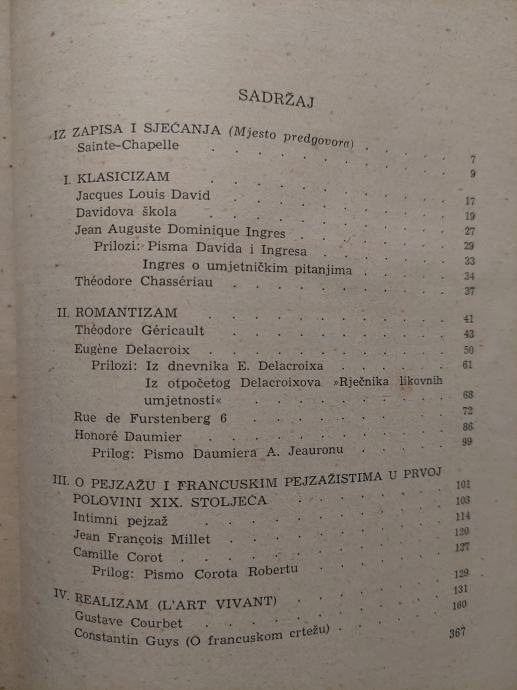 SADRŽAJ
IZ ZAPISA I SJEĆANJA (Mjesto predgovora) . . 7
Sainte-Chapelle . . . . . . . . 9
I. KLASICIZAM . . . . . . . . 17
Jacques Louis David . . . . . . . 19
Davidova škola . . . . . . . . 27
Jean Auguste Dominique Ingres . . . . . 29
Prilozi: Pisma Davida i Ingresa . . . . 33
Ingres o umjetničkim pitanjima . . . 34
Théodore Chassériau . . . . . . . 37
II. ROMANTIZAM . . . . . . . . 41
Théodore Géricault . . . . . . . 43
Eugène Delacroix . . . . . . . 50
Prilozi: Iz dnevnika E. Delacroixa . . . 61
Iz otpočetog Delacroixova »Rječnika likovnih
umjetnosti« . . . . . . 68
Rue de Furstenberg 6 . . . . . . 72
Honoré Daumier . . . . . . . 86
Prilog: Pismo Daumiera A. Jeauronu . . . 99
III. O PEJZAŽU I FRANCUSKIM PEJZAŽISTIMA U PRVOJ
POLOVINI XIX. STOLJEĆA . . . . . 101
Intimni pejzaž . . . . . . . . 103
Jean François Millet . . . . . . . 114
Camille Corot . . . . . . . . 120
Prilog: Pismo Corota Robertu . . . . 127
IV. REALIZAM (L'ART VIVANT) . . . . . 129
Gustave Courbet . . . . . . . 131
Constantin Guys (O francuskom crtežu) . . . 160
367